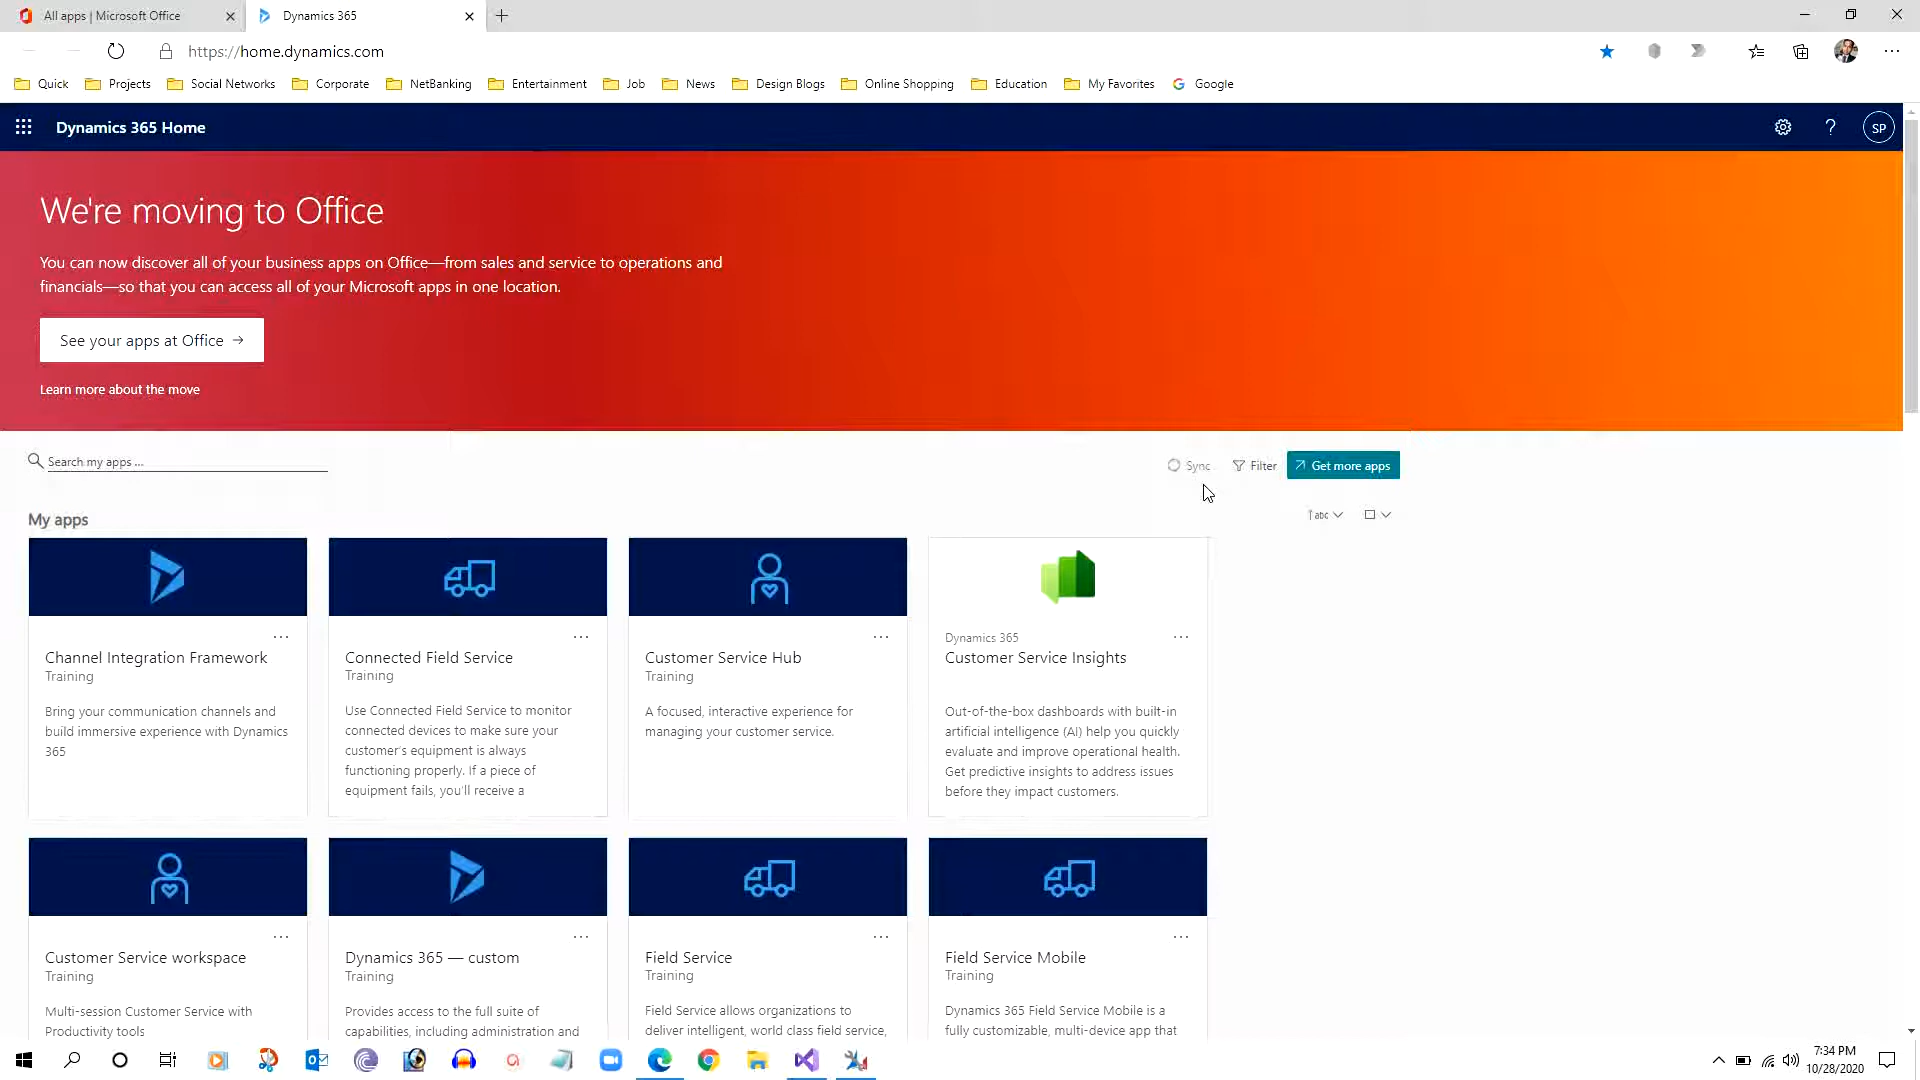 All apps | Microsoft Office
Dynamics 365
https://home.dynamics.com
Quick
Projects
Social Networks
Corporate
NetBanking
Entertainment
Job
News
Design Blogs
Online Shopping
Education
My Favorites
Google
Dynamics 365 Home
SP
We're moving to Office
You can now discover all of your business apps on Office—from sales and service to operations and
financials—so that you can access all of your Microsoft apps in one location.
See your apps at Office →
Learn more about the move
Search my apps ...
Sync
Filter
Get more apps
My apps
abc
Channel Integration Framework
Training
Bring your communication channels and
build immersive experience with Dynamics
365
Connected Field Service
Training
Use Connected Field Service to monitor
connected devices to make sure your
customer's equipment is always
functioning properly. If a piece of
equipment fails, you'll receive a
Customer Service Hub
Training
A focused, interactive experience for
managing your customer service.
Dynamics 365
Customer Service Insights
Out-of-the-box dashboards with built-in
artificial intelligence (AI) help you quickly
evaluate and improve operational health.
Get predictive insights to address issues
before they impact customers.
Customer Service workspace
Training
Multi-session Customer Service with
Productivity tools
Dynamics 365 — custom
Training
Provides access to the full suite of
capabilities, including administration and
Field Service
Training
Field Service allows organizations to
deliver intelligent, world class field service,
Field Service Mobile
Training
Dynamics 365 Field Service Mobile is a
fully customizable, multi-device app that
7:34 PM
10/28/2020